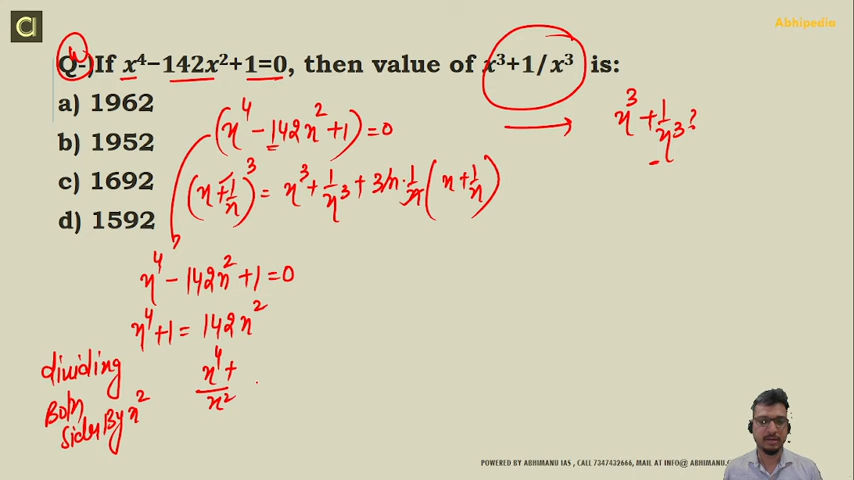 Abhipedia
Q-)If x⁴−142x²+1=0, then value of x³+1/x³ is:
a) 1962
b) 1952
c) 1692
d) 1592
(x⁴ - 142x² + 1) = 0
x³ + 1/x³ ?
(x + 1/x)³ = x³ + 1/x³ + 3x · 1/x (x + 1/x)
x⁴ - 142x² + 1 = 0
x⁴ + 1 = 142x²
dividing
Both
sides By x²
x⁴ +
x²
POWERED BY ABHIMANU IAS , CALL 7347432666, MAIL AT INFO@ ABHIMANU.